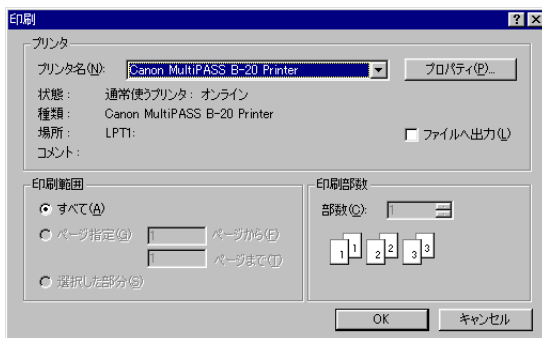 印刷
プリンタ
プリンタ名(N): Canon MultiPASS B-20 Printer プロパティ(P)...
状態： 通常使うプリンタ： オンライン
種類： Canon MultiPASS B-20 Printer
場所： LPT1:
コメント：
ファイルへ出力(L)
印刷範囲
すべて(A)
ページ指定(G) 1 ページから(F)
1 ページまで(T)
選択した部分(S)
印刷部数
部数(C): 1
1 1 2 2 3 3
OK キャンセル